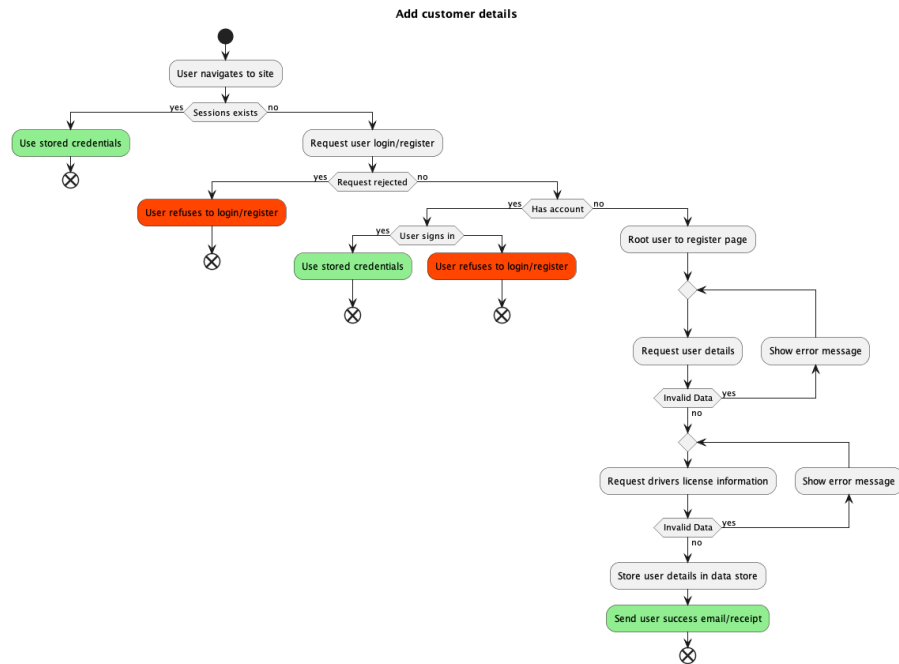 Add customer details
User navigates to site
yes
Sessions exists
no
Use stored credentials
Request user login/register
yes
Request rejected
no
User refuses to login/register
yes
Has account
no
yes
User signs in
Use stored credentials
User refuses to login/register
Root user to register page
Request user details
Show error message
Invalid Data
yes
no
Request drivers license information
Show error message
Invalid Data
yes
no
Store user details in data store
Send user success email/receipt